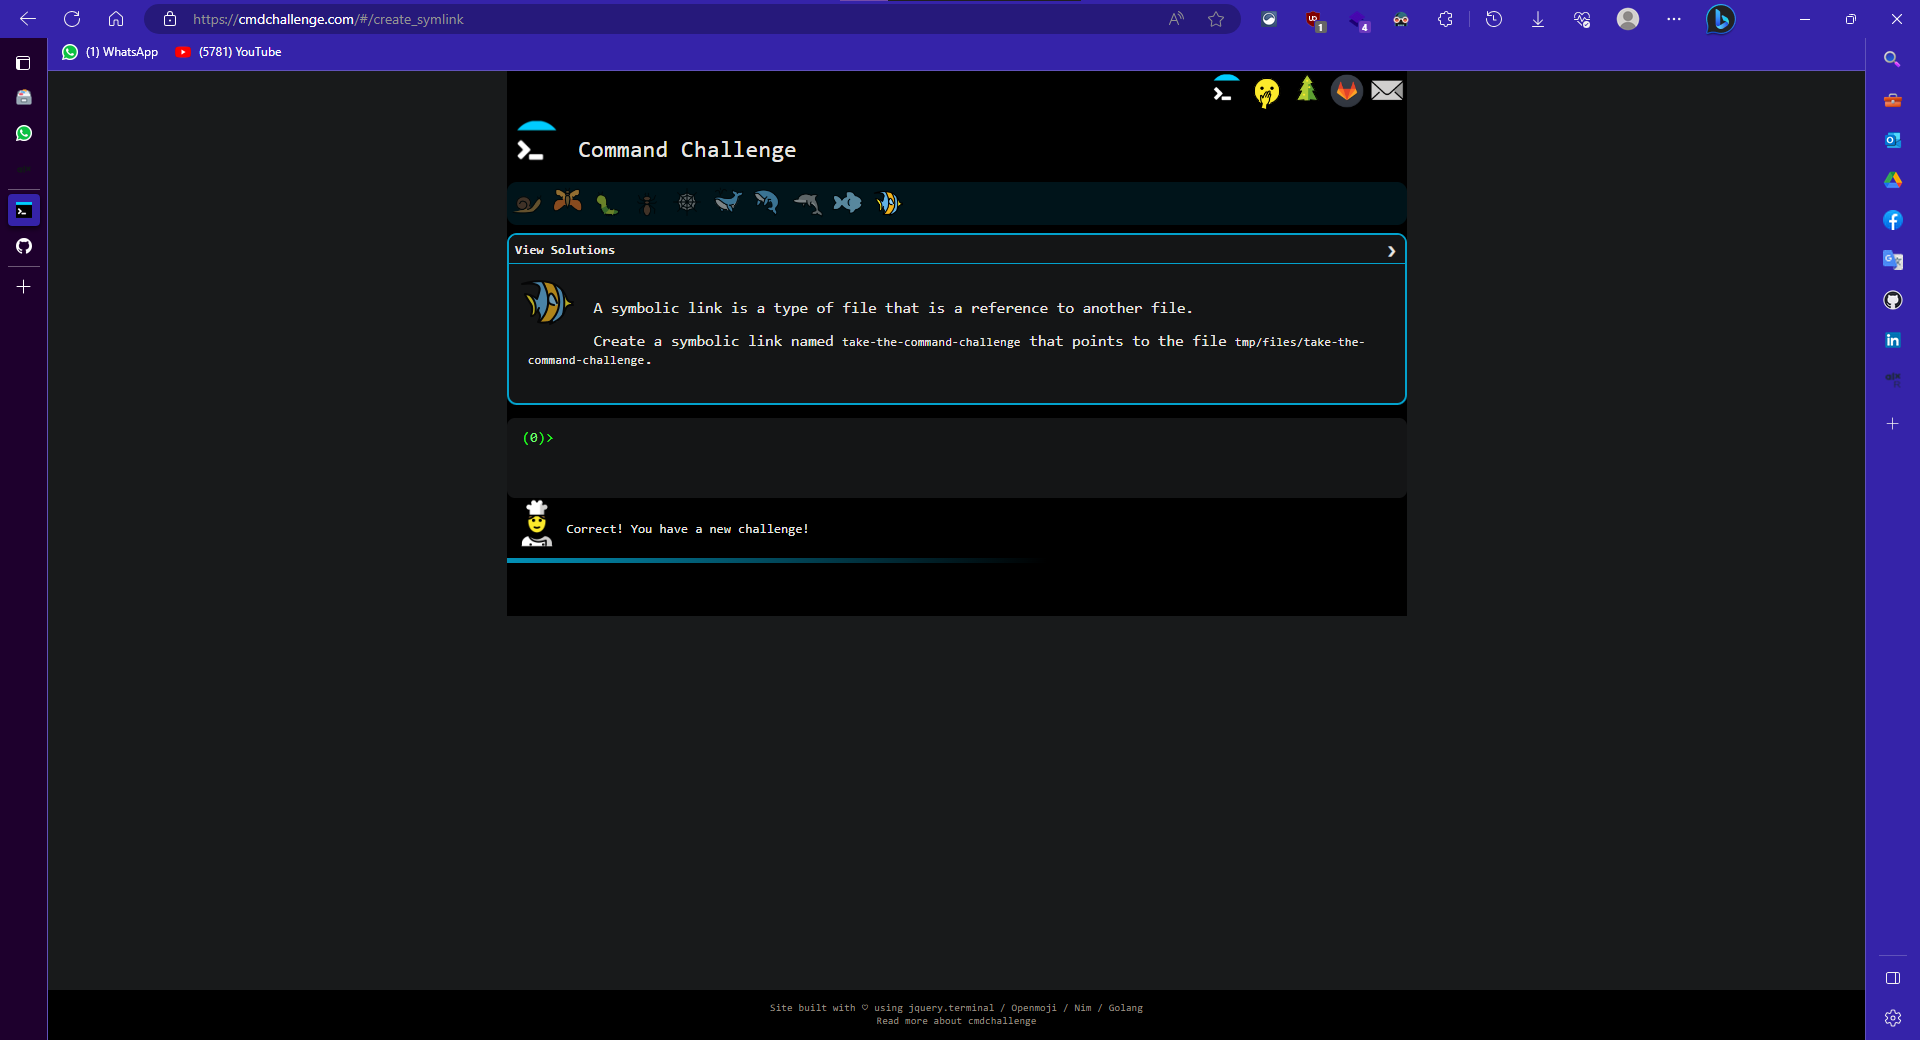 https://cmdchallenge.com/#/create_symlink
(1) WhatsApp
(5781) YouTube
1
4
Command Challenge
View Solutions
A symbolic link is a type of file that is a reference to another file.
Create a symbolic link named take-the-command-challenge that points to the file tmp/files/take-the-
command-challenge.
(0)>
Correct! You have a new challenge!
Site built with ♡ using jquery.terminal / Openmoji / Nim / Golang
Read more about cmdchallenge